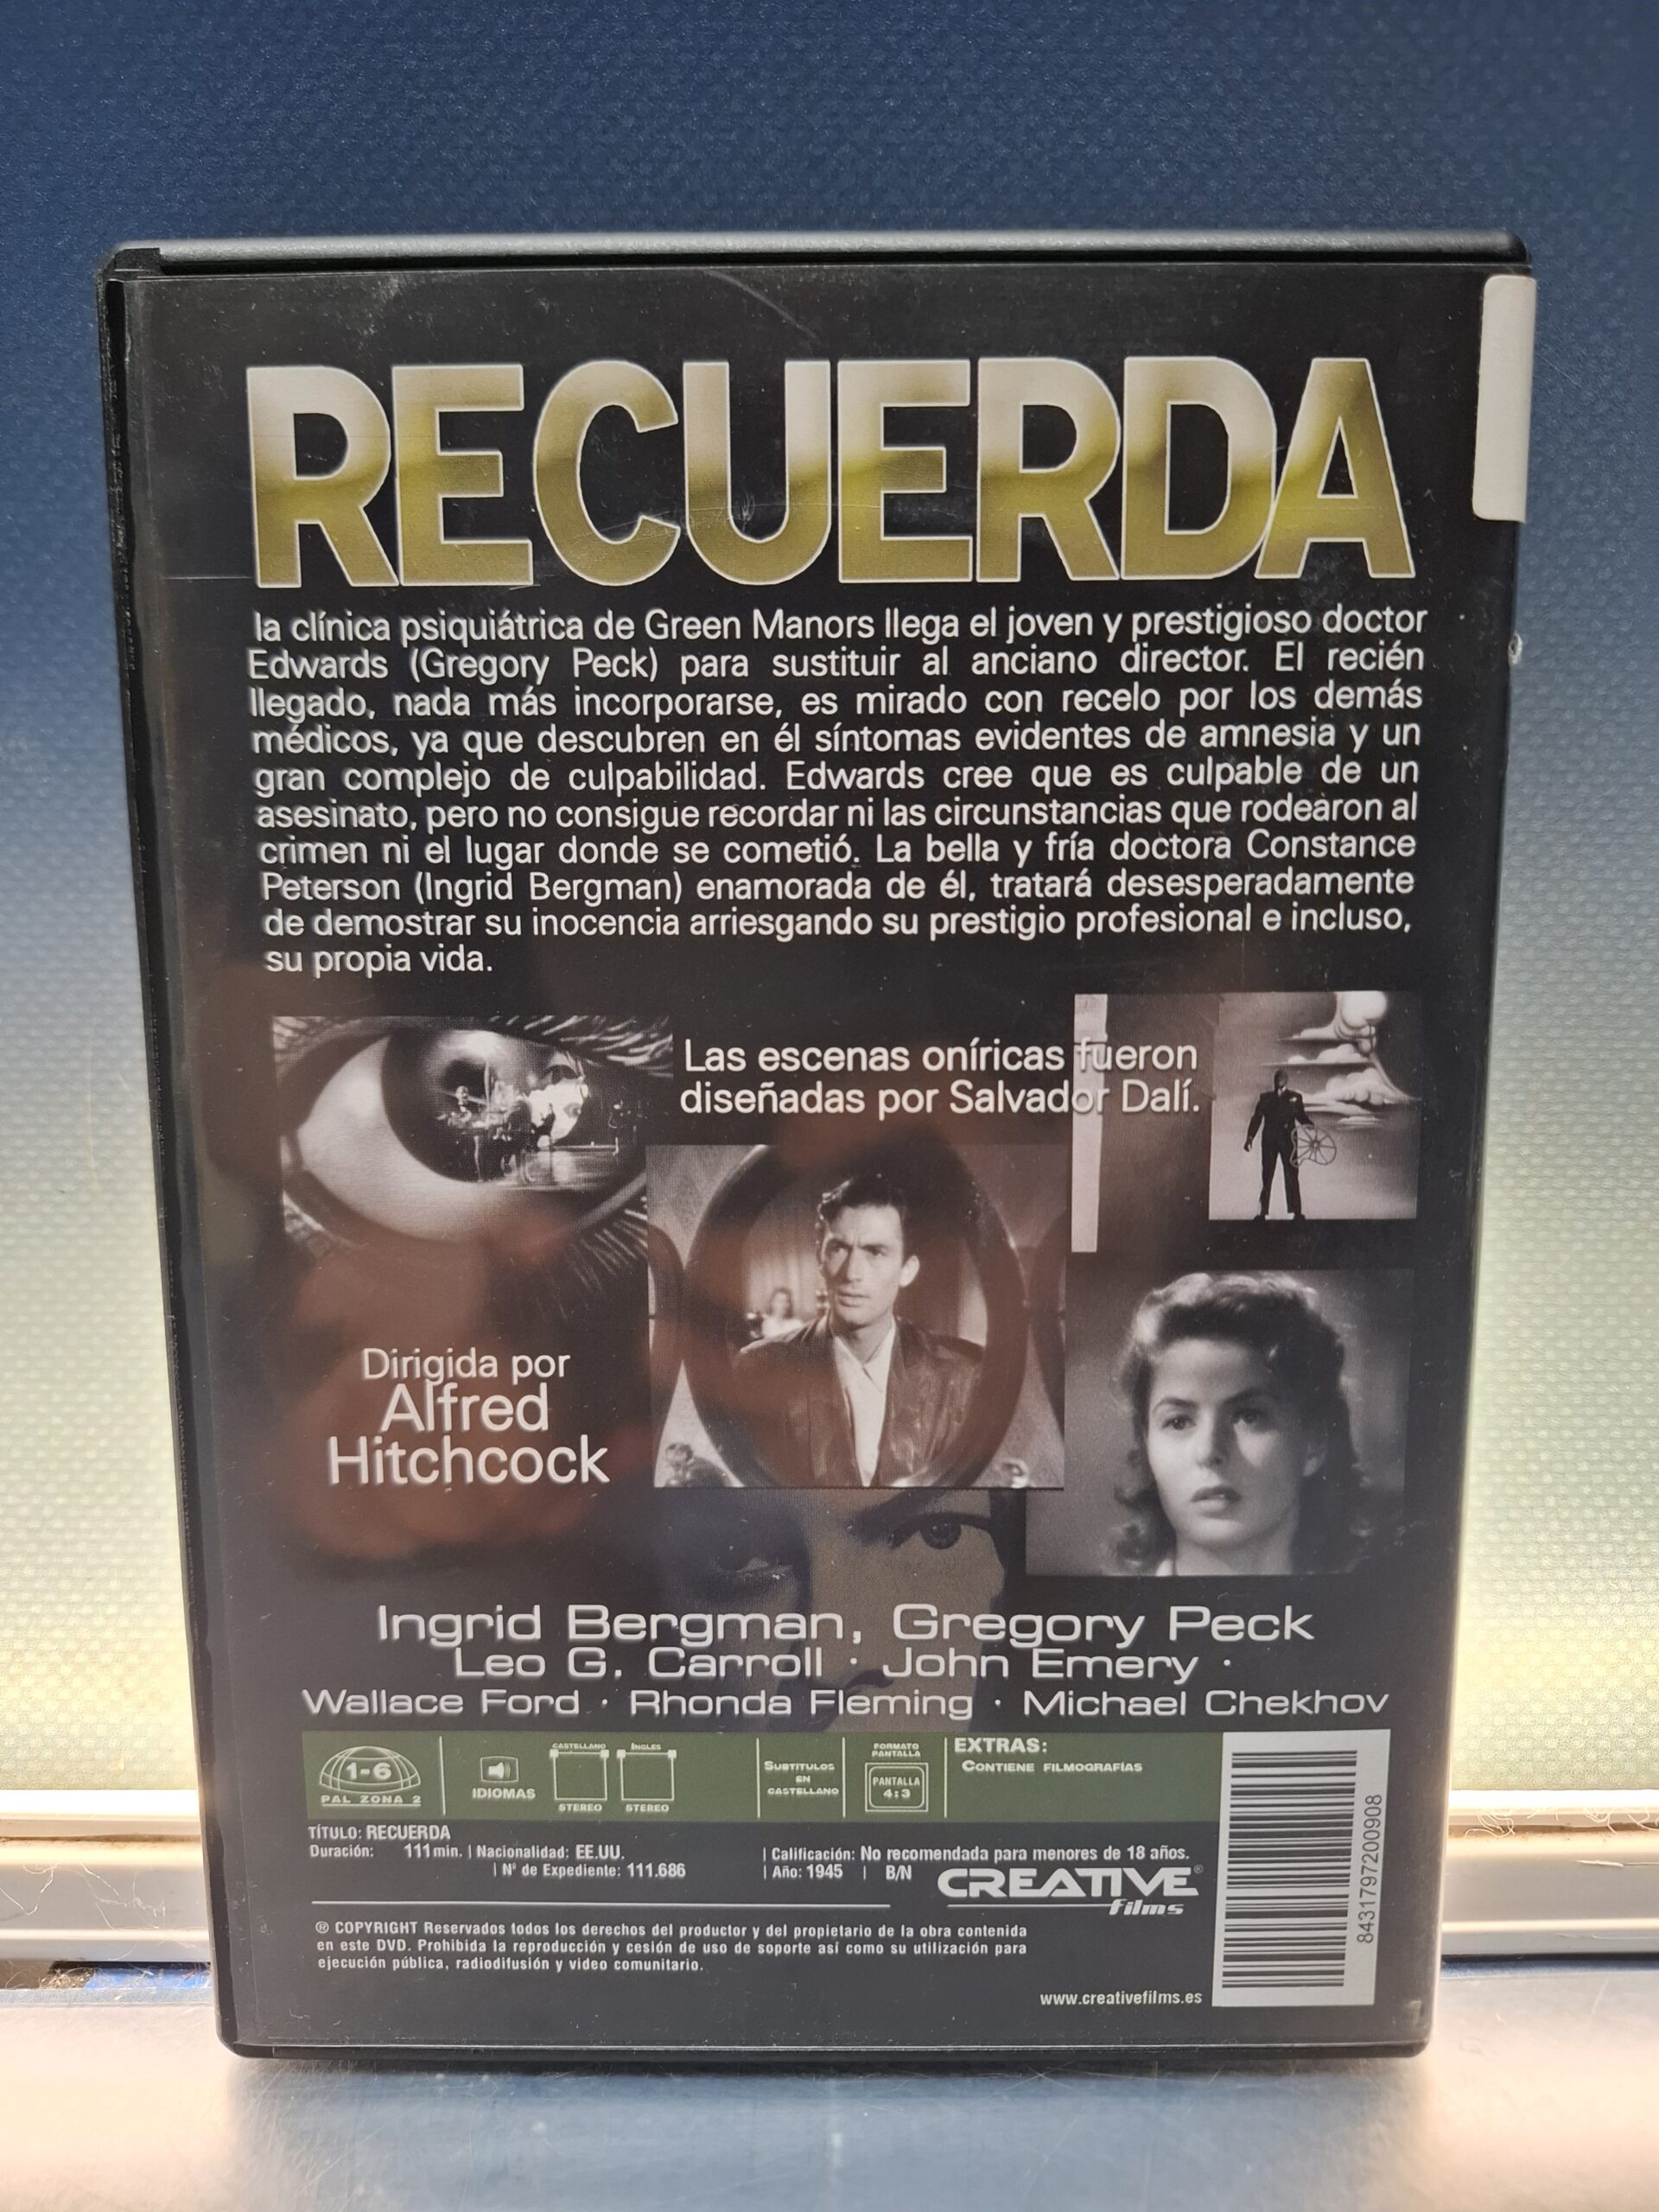 RECUERDA
la clínica psiquiátrica de Green Manors llega el joven y prestigioso doctor
Edwards (Gregory Peck) para sustituir al anciano director. El recién
llegado, nada más incorporarse, es mirado con recelo por los demás
médicos, ya que descubren en él síntomas evidentes de amnesia y un
gran complejo de culpabilidad. Edwards cree que es culpable de un
asesinato, pero no consigue recordar ni las circunstancias que rodearon al
crimen ni el lugar donde se cometió. La bella y fría doctora Constance
Peterson (Ingrid Bergman) enamorada de él, tratará desesperadamente
de demostrar su inocencia arriesgando su prestigio profesional e incluso,
su propia vida.
Las escenas oníricas fueron
diseñadas por Salvador Dalí.
Dirigida por
Alfred
Hitchcock
Ingrid Bergman, Gregory Peck
Leo G. Carroll · John Emery ·
Wallace Ford · Rhonda Fleming · Michael Chekhov
1-6
PAL ZONA 2
IDIOMAS
CASTELLANO
STEREO
INGLES
STEREO
SUBTITULOS
EN
CASTELLANO
FORMATO
PANTALLA
PANTALLA
4:3
EXTRAS:
CONTIENE FILMOGRAFÍAS
TÍTULO: RECUERDA
Duración: 111 min. | Nacionalidad: EE.UU.
| Nº de Expediente: 111.686
| Calificación: No recomendada para menores de 18 años.
| Año: 1945 | B/N
CREATIVE®
films
® COPYRIGHT Reservados todos los derechos del productor y del propietario de la obra contenida
en este DVD. Prohibida la reproducción y cesión de uso de soporte así como su utilización para
ejecución pública, radiodifusión y video comunitario.
www.creativefilms.es
8431797200908